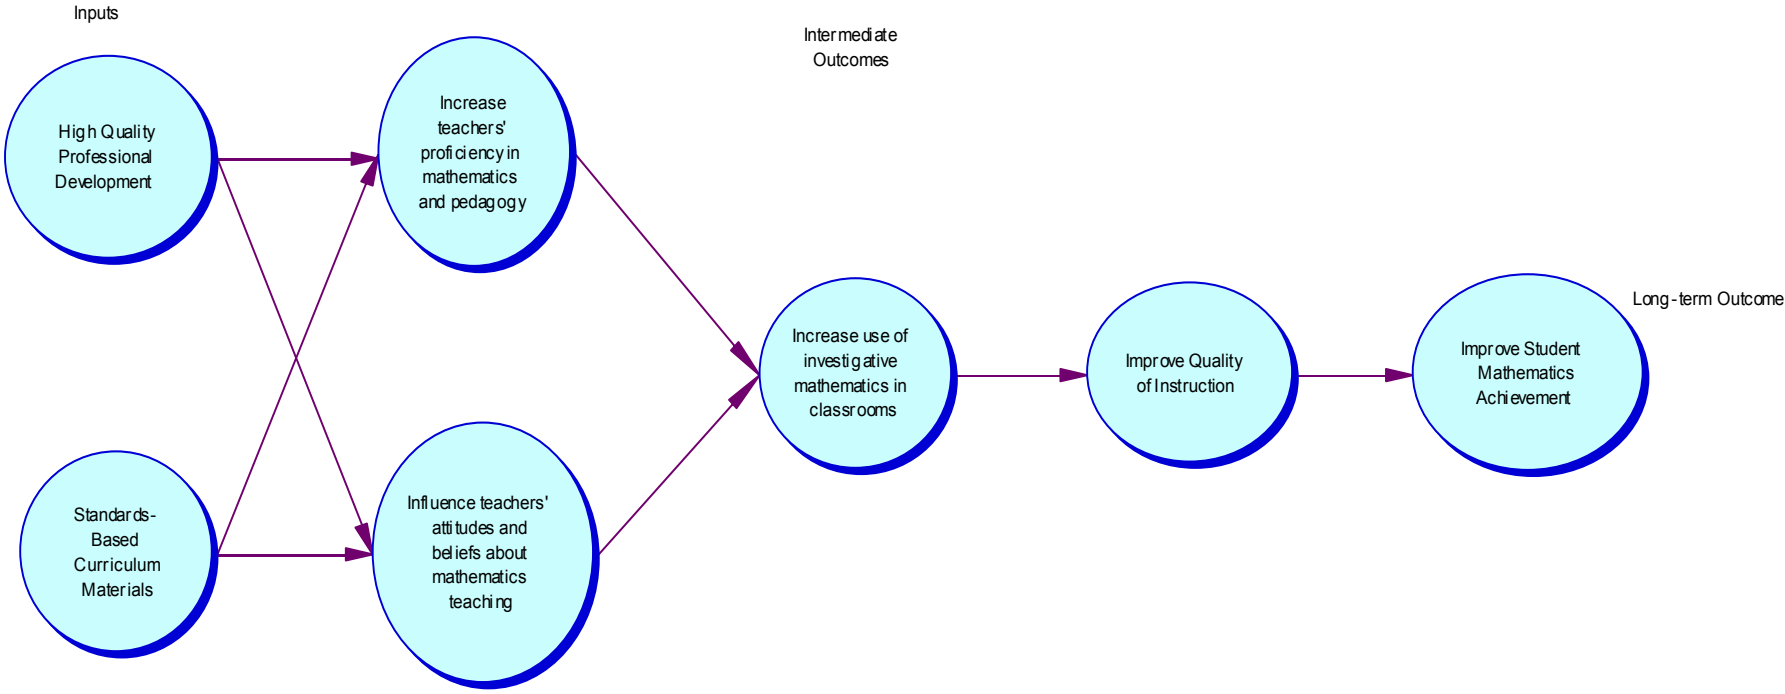 Inputs
High Quality
Professional
Development
Standards-
Based
Curriculum
Materials
Increase
teachers'
proficiency in
mathematics
and pedagogy
Influence teachers'
attitudes and
beliefs about
mathematics
teaching
Intermediate
Outcomes
Increase use of
investigative
mathematics in
classrooms
Improve Quality
of Instruction
Improve Student
Mathematics
Achievement
Long-term Outcome